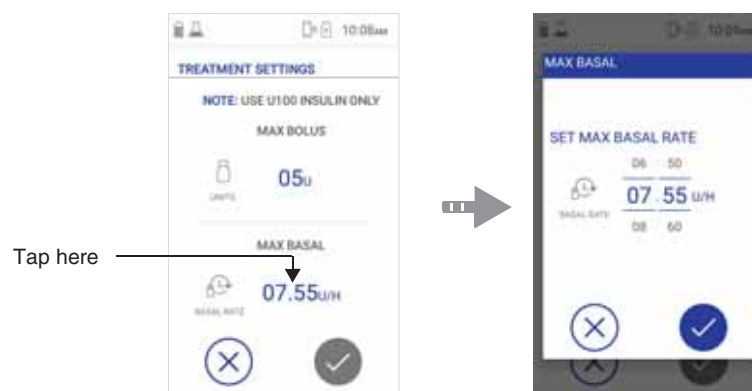 10:08AM
TREATMENT SETTINGS
NOTE: USE U100 INSULIN ONLY
MAX BOLUS
05U
UNITS
MAX BASAL
Tap here
07.55U/H
BASAL RATE
MAX BASAL
SET MAX BASAL RATE
06 50
07 . 55 U/H
BASAL RATE
08 60